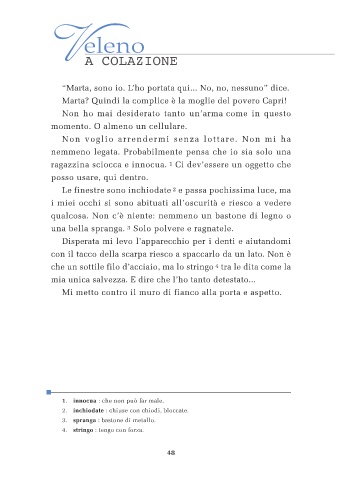 Veleno
A COLAZIONE
“Marta, sono io. L’ho portata qui... No, no, nessuno” dice.
Marta? Quindi la complice è la moglie del povero Capri!
Non ho mai desiderato tanto un’arma come in questo
momento. O almeno un cellulare.
Non voglio arrendermi senza lottare. Non mi ha
nemmeno legata. Probabilmente pensa che io sia solo una
ragazzina sciocca e innocua. 1 Ci dev’essere un oggetto che
posso usare, qui dentro.
Le finestre sono inchiodate 2 e passa pochissima luce, ma
i miei occhi si sono abituati all’oscurità e riesco a vedere
qualcosa. Non c’è niente: nemmeno un bastone di legno o
una bella spranga. 3 Solo polvere e ragnatele.
Disperata mi levo l’apparecchio per i denti e aiutandomi
con il tacco della scarpa riesco a spaccarlo da un lato. Non è
che un sottile filo d’acciaio, ma lo stringo 4 tra le dita come la
mia unica salvezza. E dire che l’ho tanto detestato...
Mi metto contro il muro di fianco alla porta e aspetto.
1. innocua : che non può far male.
2. inchiodate : chiuse con chiodi, bloccate.
3. spranga : bastone di metallo.
4. stringo : tengo con forza.
48